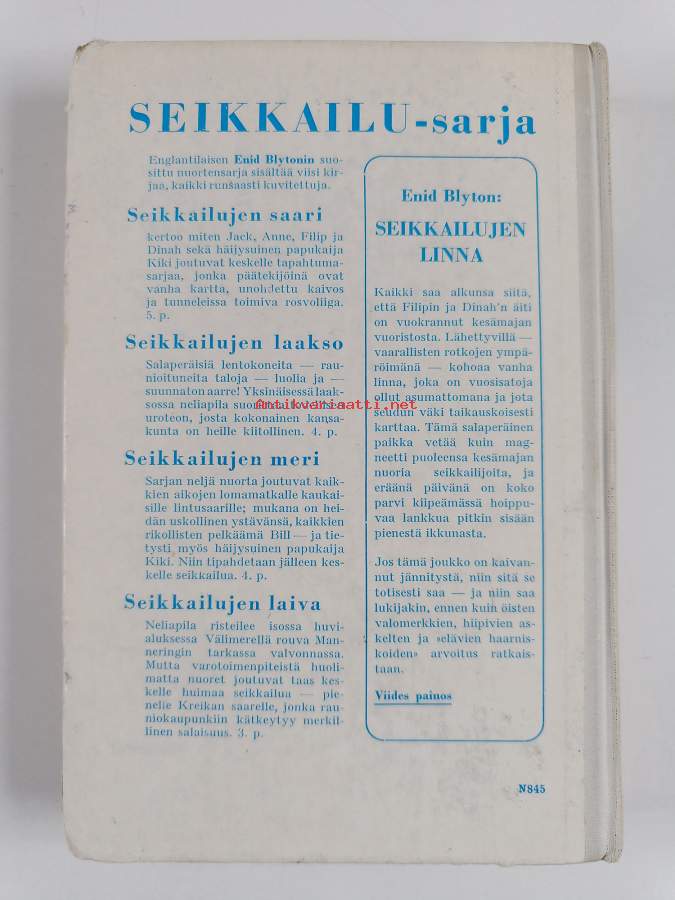 SEIKKAILU-sarja
Englantilaisen Enid Blytonin suo-
sittu nuortensarja sisältää viisi kir-
jaa, kaikki runsaasti kuvitettuja.
Seikkailujen saari
kertoo miten Jack, Anne, Filip ja
Dinah sekä häijysuinen papukaija
Kiki joutuvat keskelle tapahtuma-
sarjaa, jonka päätekijöinä ovat
vanha kartta, unohdettu kaivos
ja tunneleissa toimiva rosvoliiga.
5. p.
Seikkailujen laakso
Salaperäisiä lentokoneita — rau-
nioituneita taloja — luolia ja —
suunnaton aarre! Yksinäisessä laak-
sossa neliapila suorittaa
uroteon, josta kokonainen kansa-
kunta on heille kiitollinen. 4. p.
Seikkailujen meri
Sarjan neljä nuorta joutuvat kaik-
kien aikojen lomamatkalle kaukai-
sille lintusaarille; mukana on hei-
dän uskollinen ystävänsä, kaikkien
rikollisten pelkäämä Bill — ja tie-
tysti myös häijysuinen papukaija
Kiki. Niin tipahdetaan jälleen kes-
kelle seikkailua. 4. p.
Seikkailujen laiva
Neliapila risteilee isossa huvi-
aluksessa Välimerellä rouva Man-
neringin tarkassa valvonnassa.
Mutta varotoimenpiteistä huoli-
matta nuoret joutuvat taas kes-
kelle huimaa seikkailua — pie-
nelle Kreikan saarelle, jonka rau-
niokaupunkiin kätkeytyy merkil-
linen salaisuus. 3. p.
Enid Blyton:
SEIKKAILUJEN
LINNA
Kaikki saa alkunsa siitä,
että Filipin ja Dinah'n äiti
on vuokrannut kesämajan
vuoristosta. Lähettyvillä —
vaarallisten rotkojen ympä-
röimänä — kohoaa vanha
linna, joka on vuosisatoja
ollut asumattomana ja jota
seudun väki taikauskoisesti
karttaa. Tämä salaperäinen
paikka vetää kuin mag-
neetti puoleensa kesämajan
nuoria seikkailijoita, ja
eräänä päivänä on koko
parvi kiipeämässä hoippu-
vaa lankkua pitkin sisään
pienestä ikkunasta.
Jos tämä joukko on kaivan-
nut jännitystä, niin sitä se
totisesti saa — ja niin saa
lukijakin, ennen kuin öisten
valomerkkien, hiipivien as-
kelten ja »elävien haarnis-
koiden» arvoitus ratkais-
taan.
Viides painos
N845
Antikvariaatti.net